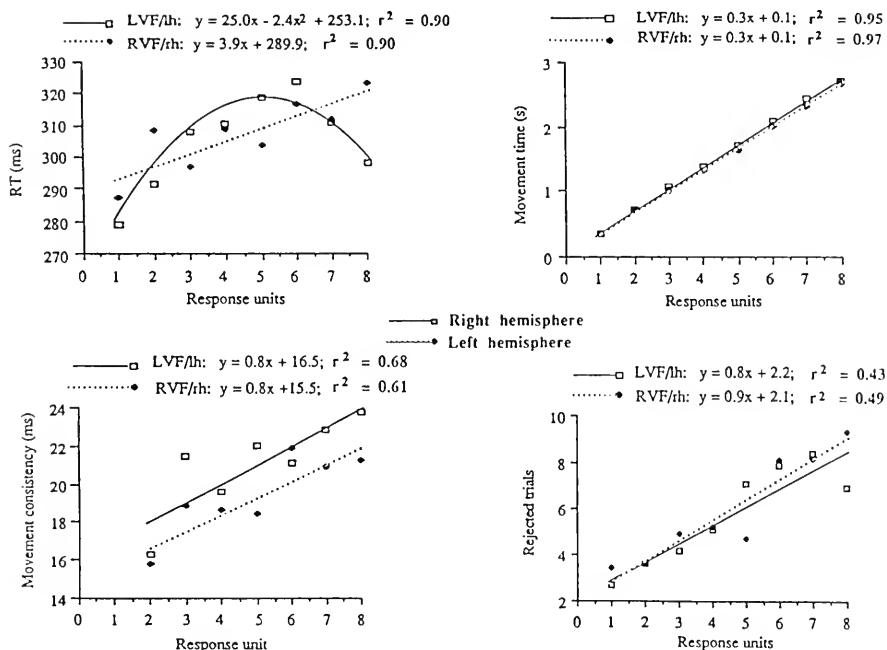 LVF/lh: y = 25.0x - 2.4x² + 253.1; r² = 0.90
RVF/rh: y = 3.9x + 289.9; r² = 0.90
330
320
310
300
290
280
270
RT (ms)
0 1 2 3 4 5 6 7 8
Response units
LVF/lh: y = 0.3x + 0.1; r² = 0.95
RVF/rh: y = 0.3x + 0.1; r² = 0.97
3
2
1
0
Movement time (s)
0 1 2 3 4 5 6 7 8
Response units
Right hemisphere
Left hemisphere
LVF/lh: y = 0.8x + 16.5; r² = 0.68
RVF/rh: y = 0.8x +15.5; r² = 0.61
24
22
20
18
16
14
Movement consistency (ms)
0 1 2 3 4 5 6 7 8
Response unit
LVF/lh: y = 0.8x + 2.2; r² = 0.43
RVF/rh: y = 0.9x + 2.1; r² = 0.49
10
8
6
4
2
Rejected trials
0 1 2 3 4 5 6 7 8
Response units